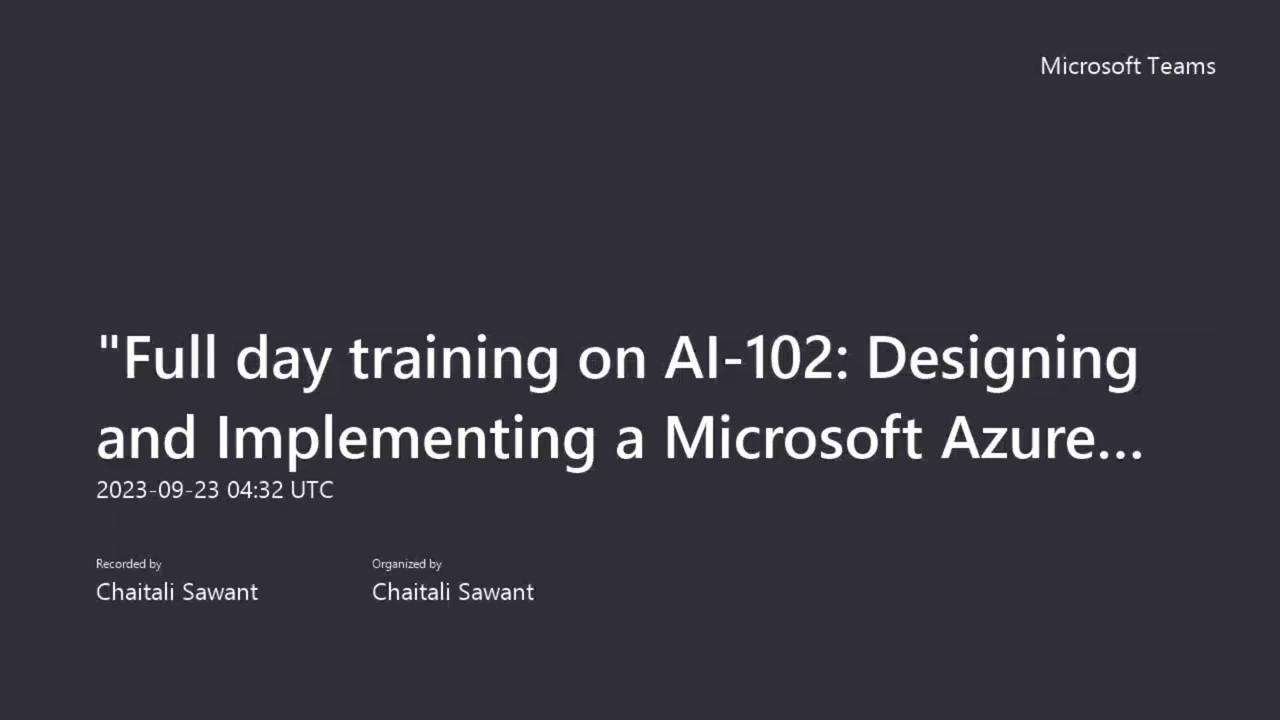 Microsoft Teams
"Full day training on AI-102: Designing
and Implementing a Microsoft Azure...
2023-09-23 04:32 UTC
Recorded by
Chaitali Sawant
Organized by
Chaitali Sawant